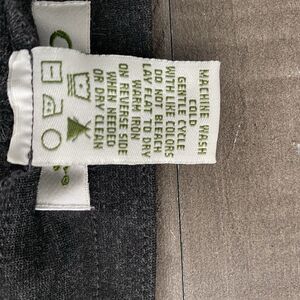 MACHINE WASH
COLD
GENTLE CYCLE
WITH LIKE COLORS
DO NOT BLEACH
LAY FLAT TO DRY
WARM IRON
ON REVERSE SIDE
WHEN NEEDED
OR DRY CLEAN